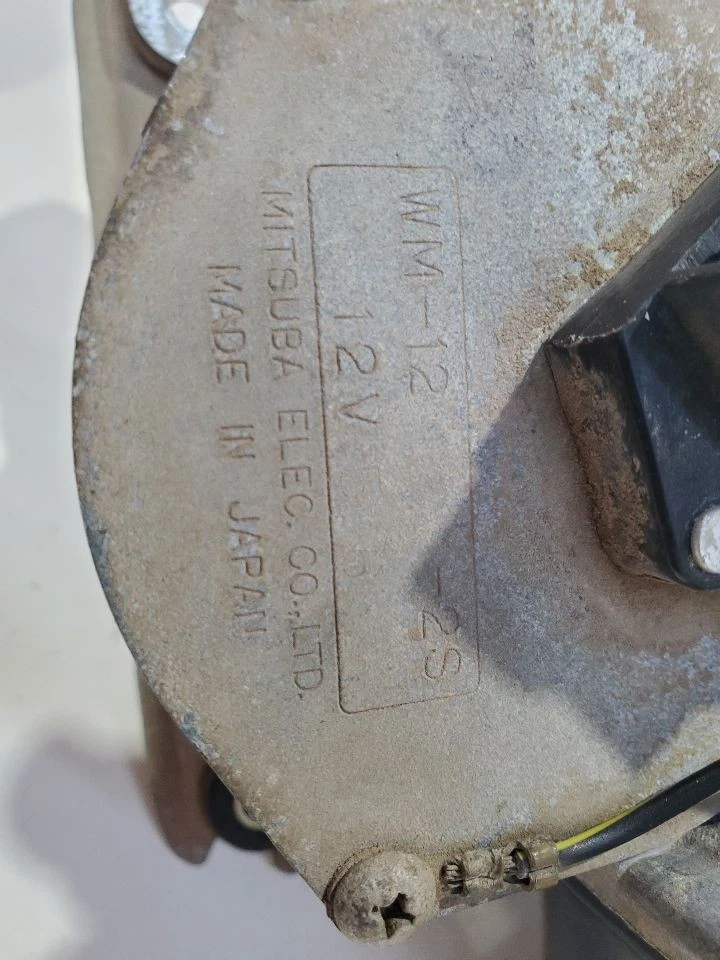 WM-12 -2S
12V
MITSUBA ELEC. CO.,LTD.
MADE IN JAPAN